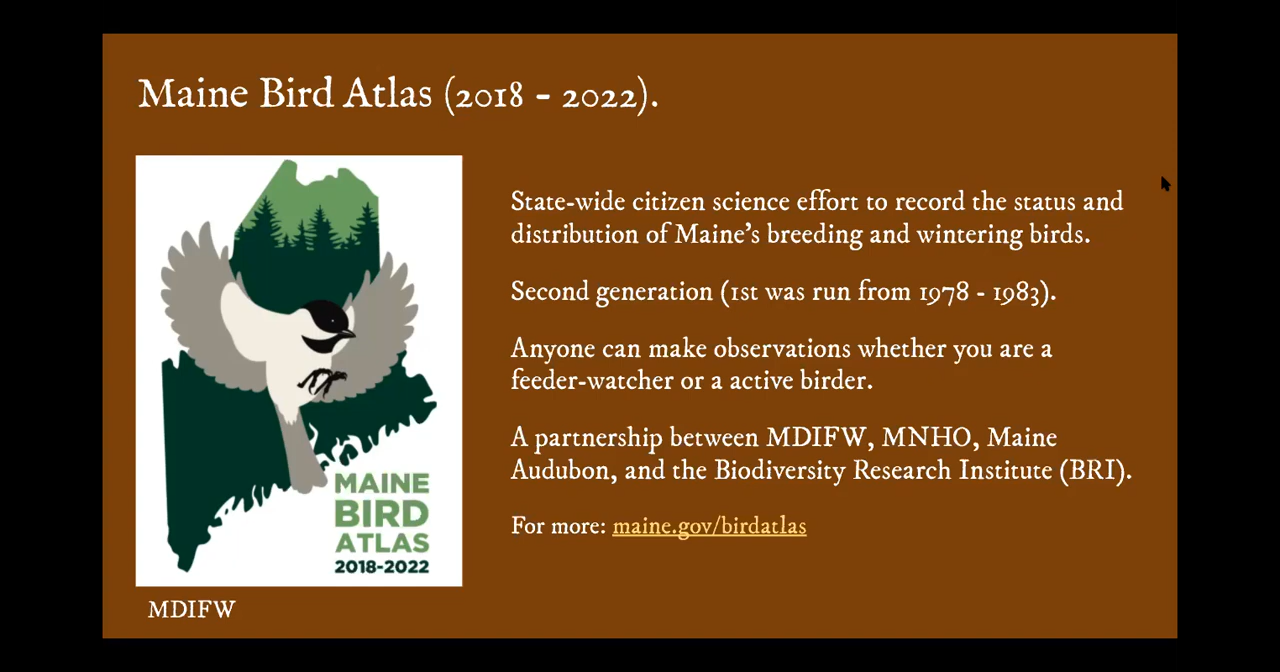 Maine Bird Atlas (2018 - 2022).
State-wide citizen science effort to record the status and
distribution of Maine's breeding and wintering birds.
Second generation (1st was run from 1978 - 1983).
Anyone can make observations whether you are a
feeder-watcher or a active birder.
A partnership between MDIFW, MNHO, Maine
Audubon, and the Biodiversity Research Institute (BRI).
For more: maine.gov/birdatlas
MAINE
BIRD
ATLAS
2018-2022
MDIFW